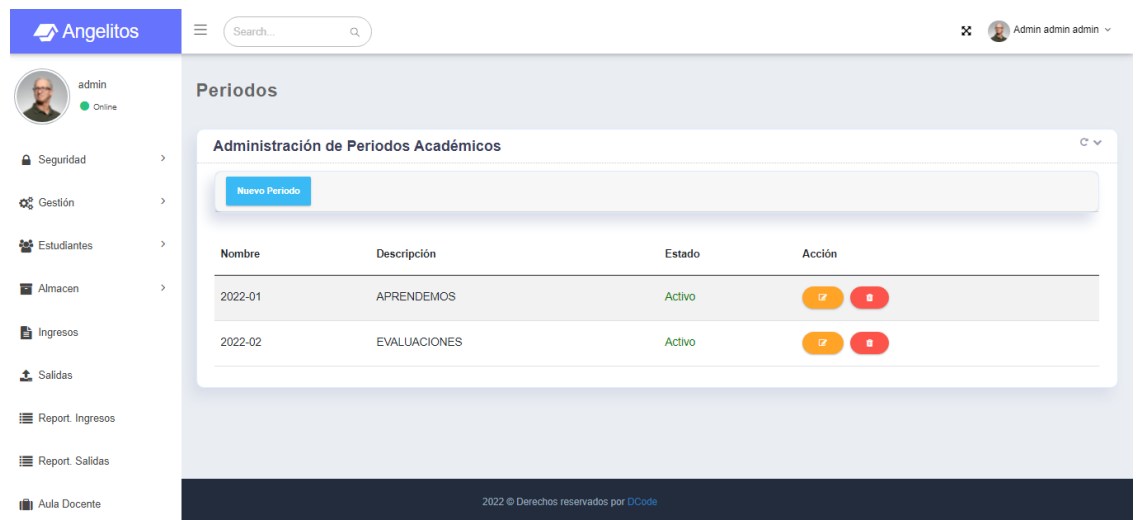 Angelitos
Search...
Admin admin admin
admin
Online
Seguridad
Gestión
Estudiantes
Almacen
Ingresos
Salidas
Report. Ingresos
Report. Salidas
Aula Docente
Periodos
Administración de Periodos Académicos
Nuevo Periodo
Nombre Descripción Estado Acción
2022-01 APRENDEMOS Activo
2022-02 EVALUACIONES Activo
2022 © Derechos reservados por DCode